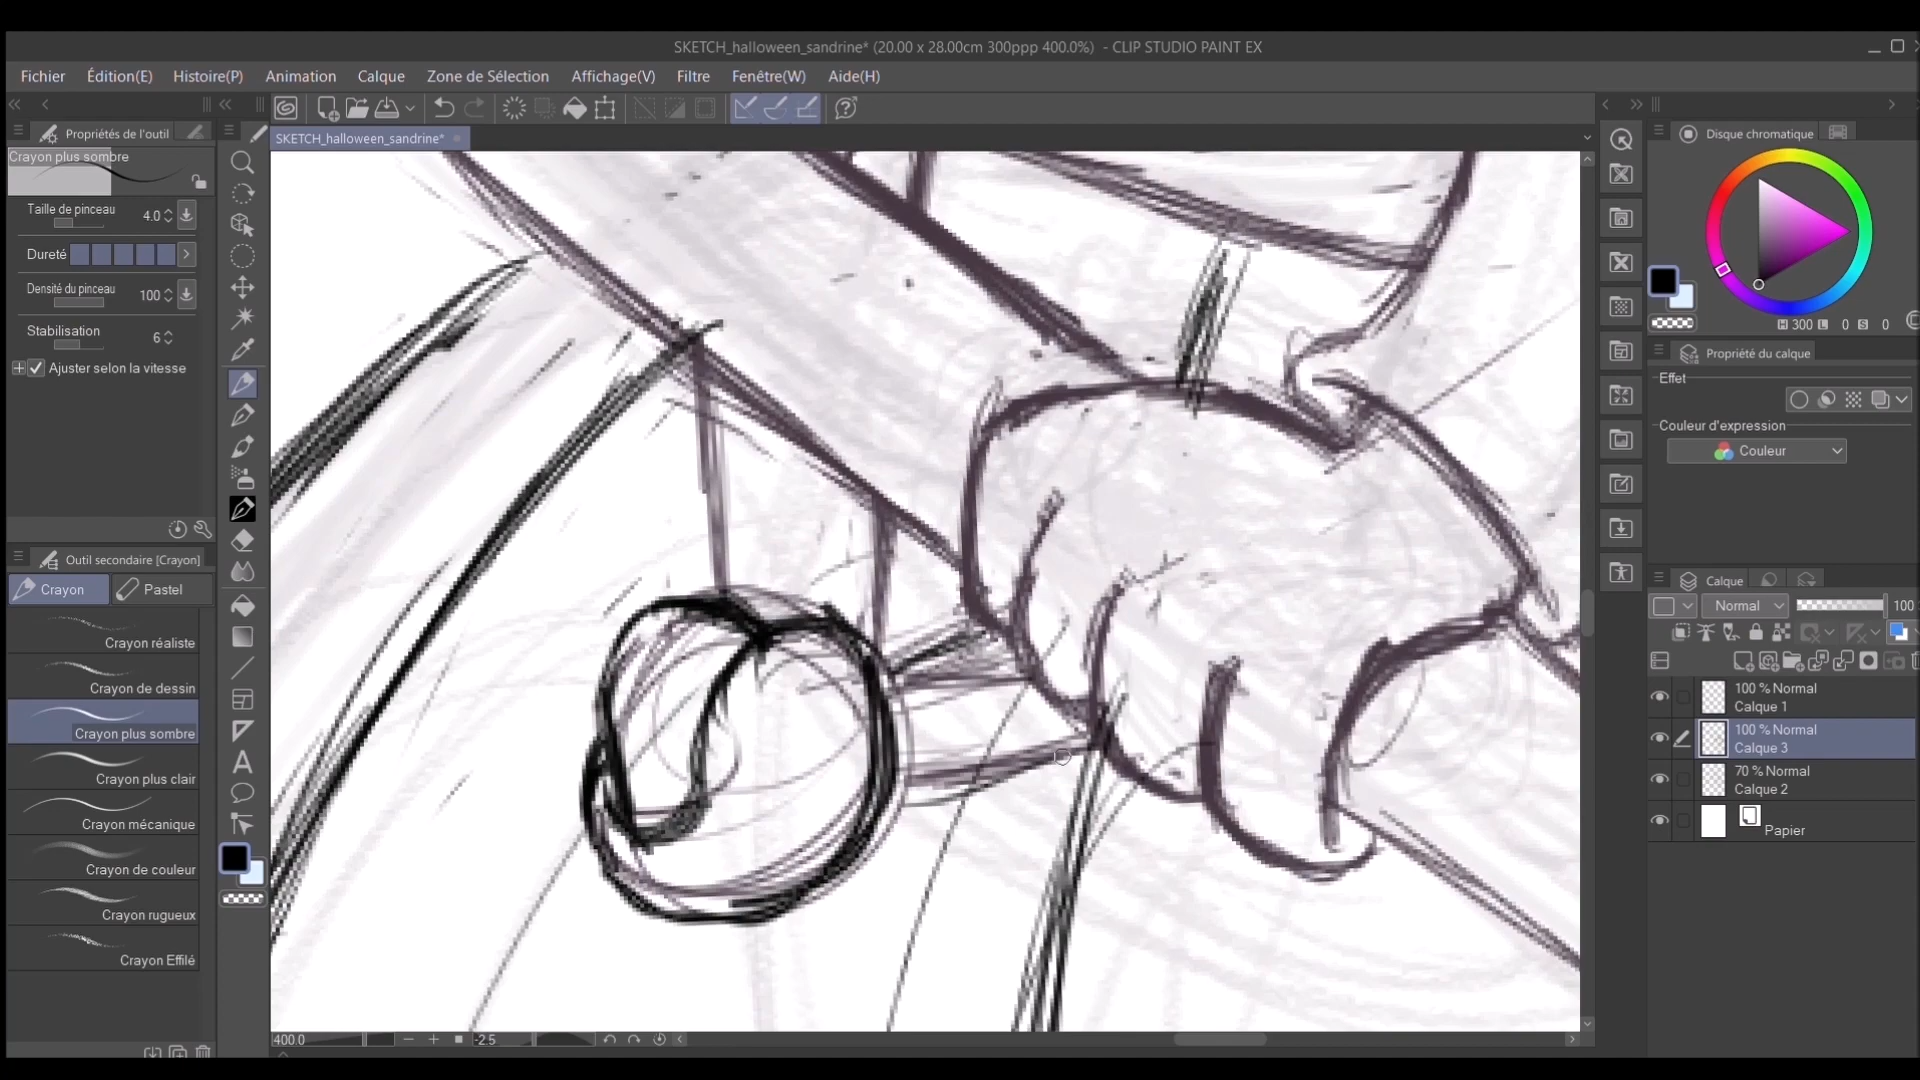 SKETCH_halloween_sandrine* (20.00 x 28.00cm 300ppp 400.0%) - CLIP STUDIO PAINT EX
Fichier Édition(E) Histoire(P) Animation Calque Zone de Sélection Affichage(V) Filtre Fenêtre(W) Aide(H)
Propriétés de l'outil
SKETCH_halloween_sandrine*
Crayon plus sombre
Taille de pinceau 4.0
Dureté
Densité du pinceau 100
Stabilisation 6
Ajuster selon la vitesse
Outil secondaire [Crayon]
Crayon Pastel
Crayon réaliste
Crayon de dessin
Crayon plus sombre
Crayon plus clair
Crayon mécanique
Crayon de couleur
Crayon rugueux
Crayon Effilé
400.0 -2.5
Disque chromatique
H 300 L 0 S 0
Propriété du calque
Effet
Couleur d'expression
Couleur
Calque
Normal 100
100 % Normal
Calque 1
100 % Normal
Calque 3
70 % Normal
Calque 2
Papier